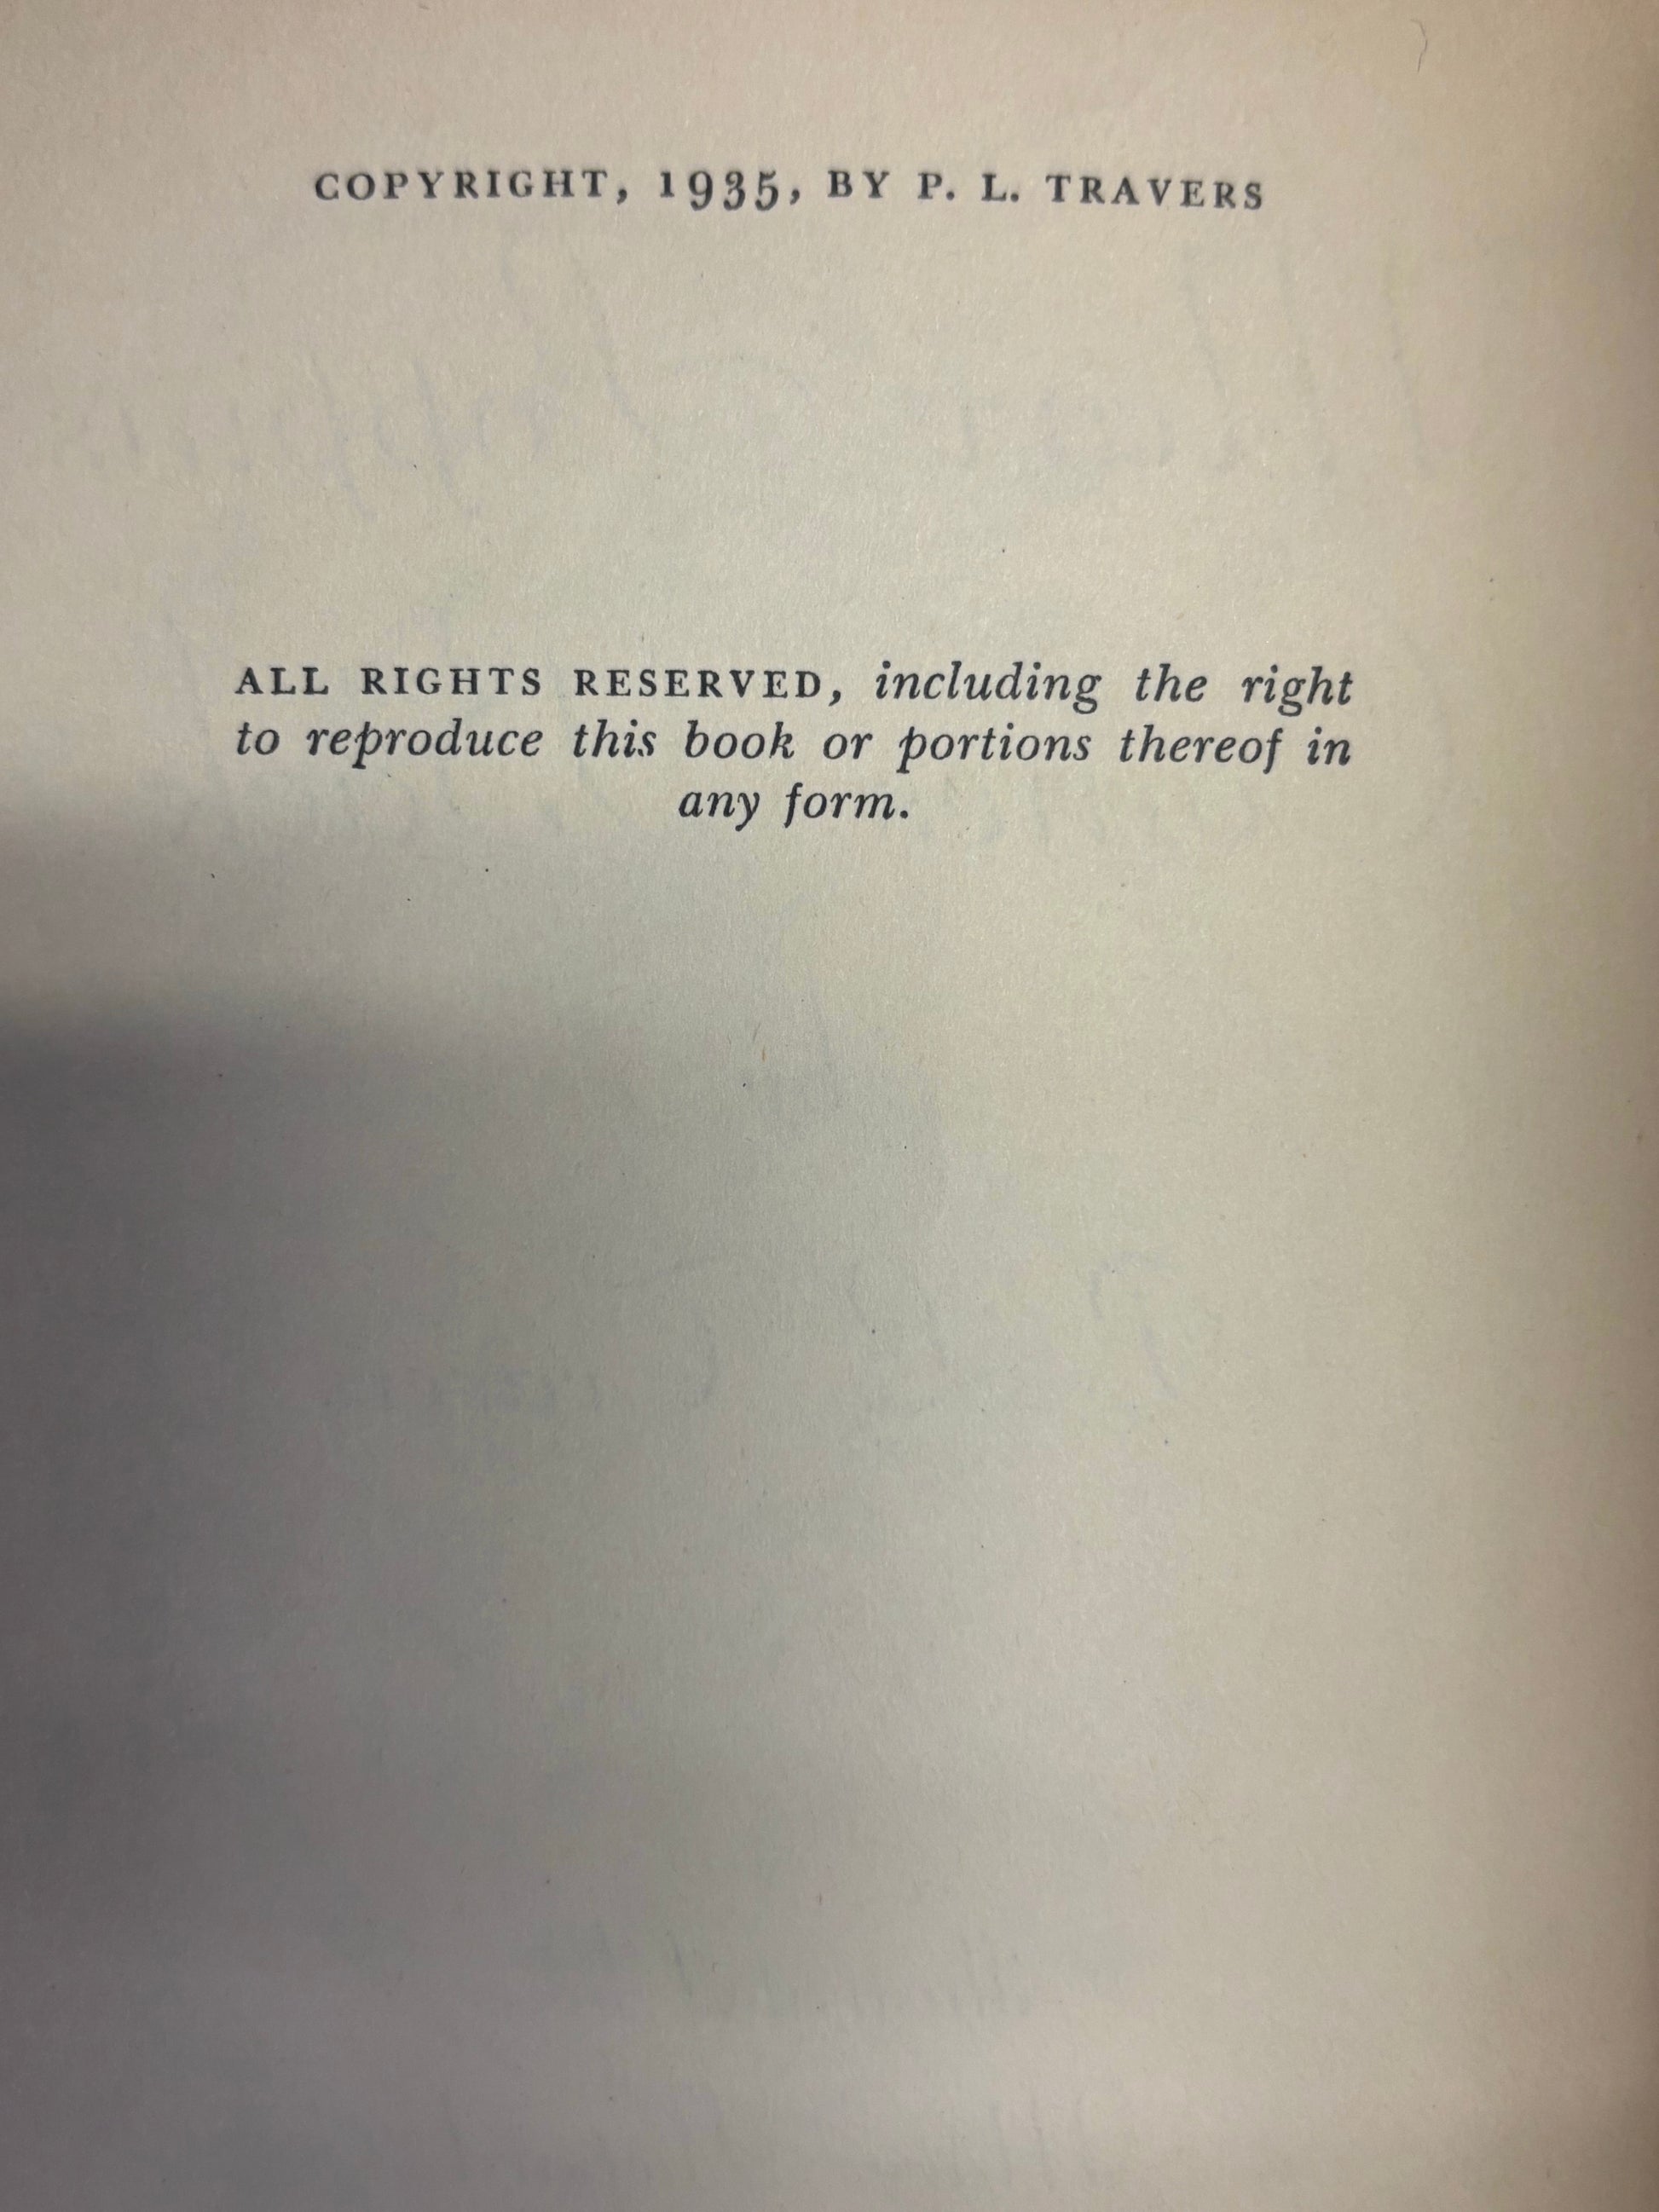 COPYRIGHT, 1935, BY P. L. TRAVERS
ALL RIGHTS RESERVED, including the right
to reproduce this book or portions thereof in
any form.